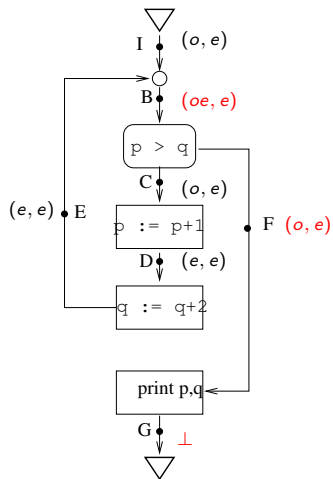 I (o, e)
B (oe, e)
p > q
C (o, e)
(e, e) E
p := p+1
F (o, e)
D (e, e)
q := q+2
print p,q
G ⊥